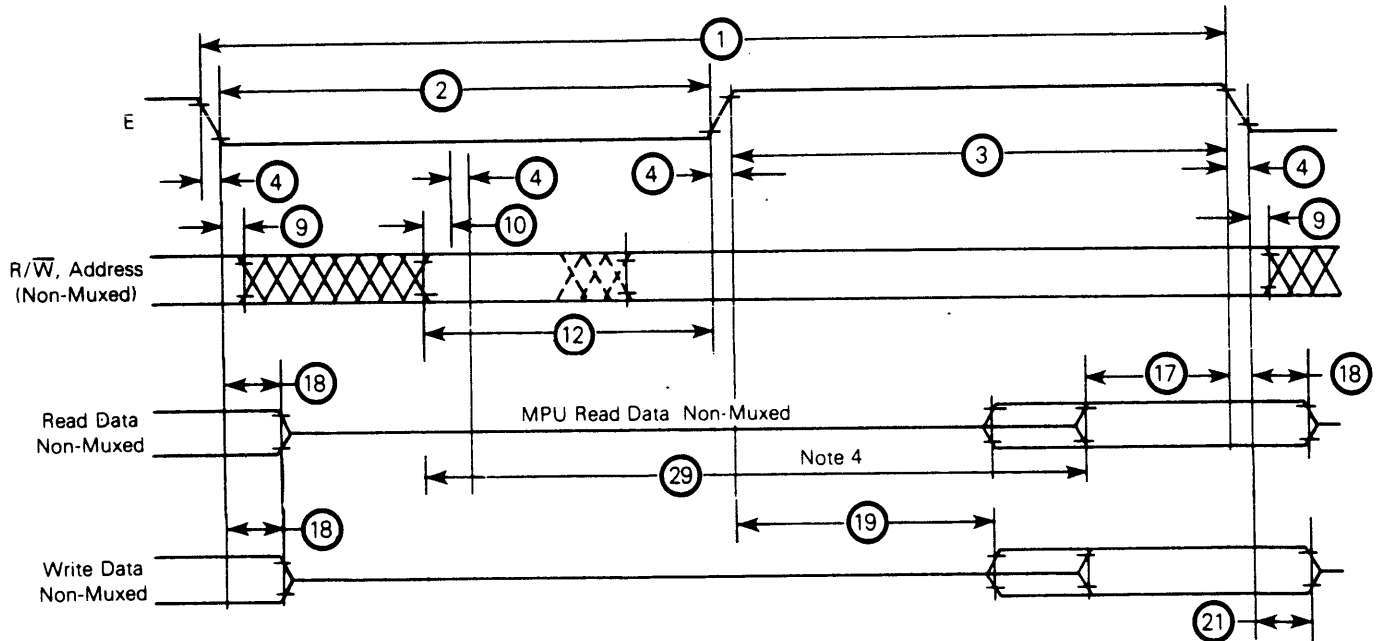 1
2
E
3
4
4
4
4
9
10
9
R/W̅, Address
(Non-Muxed)
12
18
17
18
Read Data
Non-Muxed
MPU Read Data Non-Muxed
Note 4
29
18
19
Write Data
Non-Muxed
21